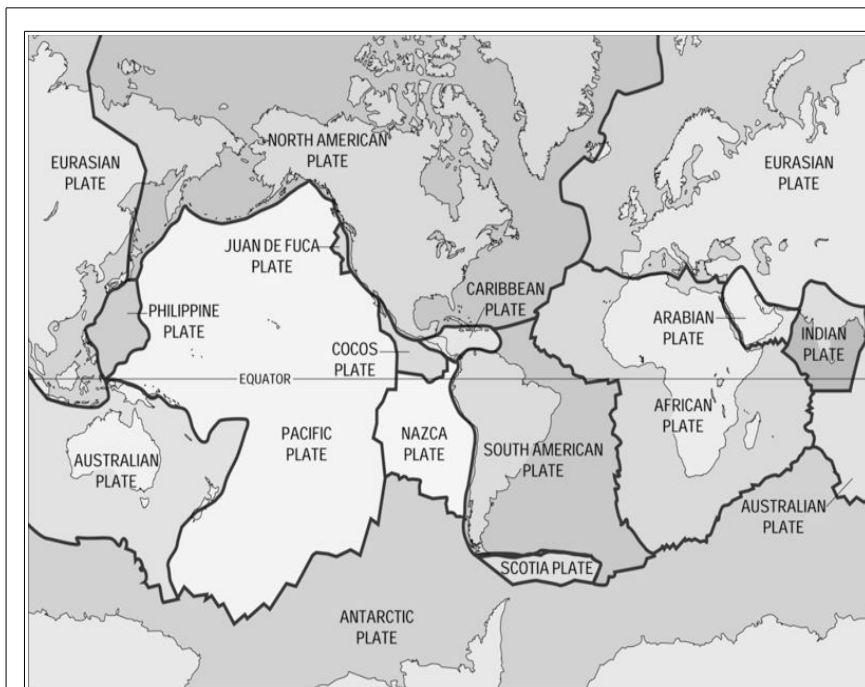 NORTH AMERICAN
PLATE
EURASIAN
PLATE
EURASIAN
PLATE
JUAN DE FUCA
PLATE
CARIBBEAN
PLATE
PHILIPPINE
PLATE
ARABIAN
PLATE
INDIAN
PLATE
COCOS
PLATE
EQUATOR
AFRICAN
PLATE
PACIFIC
PLATE
NAZCA
PLATE
SOUTH AMERICAN
PLATE
AUSTRALIAN
PLATE
AUSTRALIAN
PLATE
SCOTIA PLATE
ANTARCTIC
PLATE